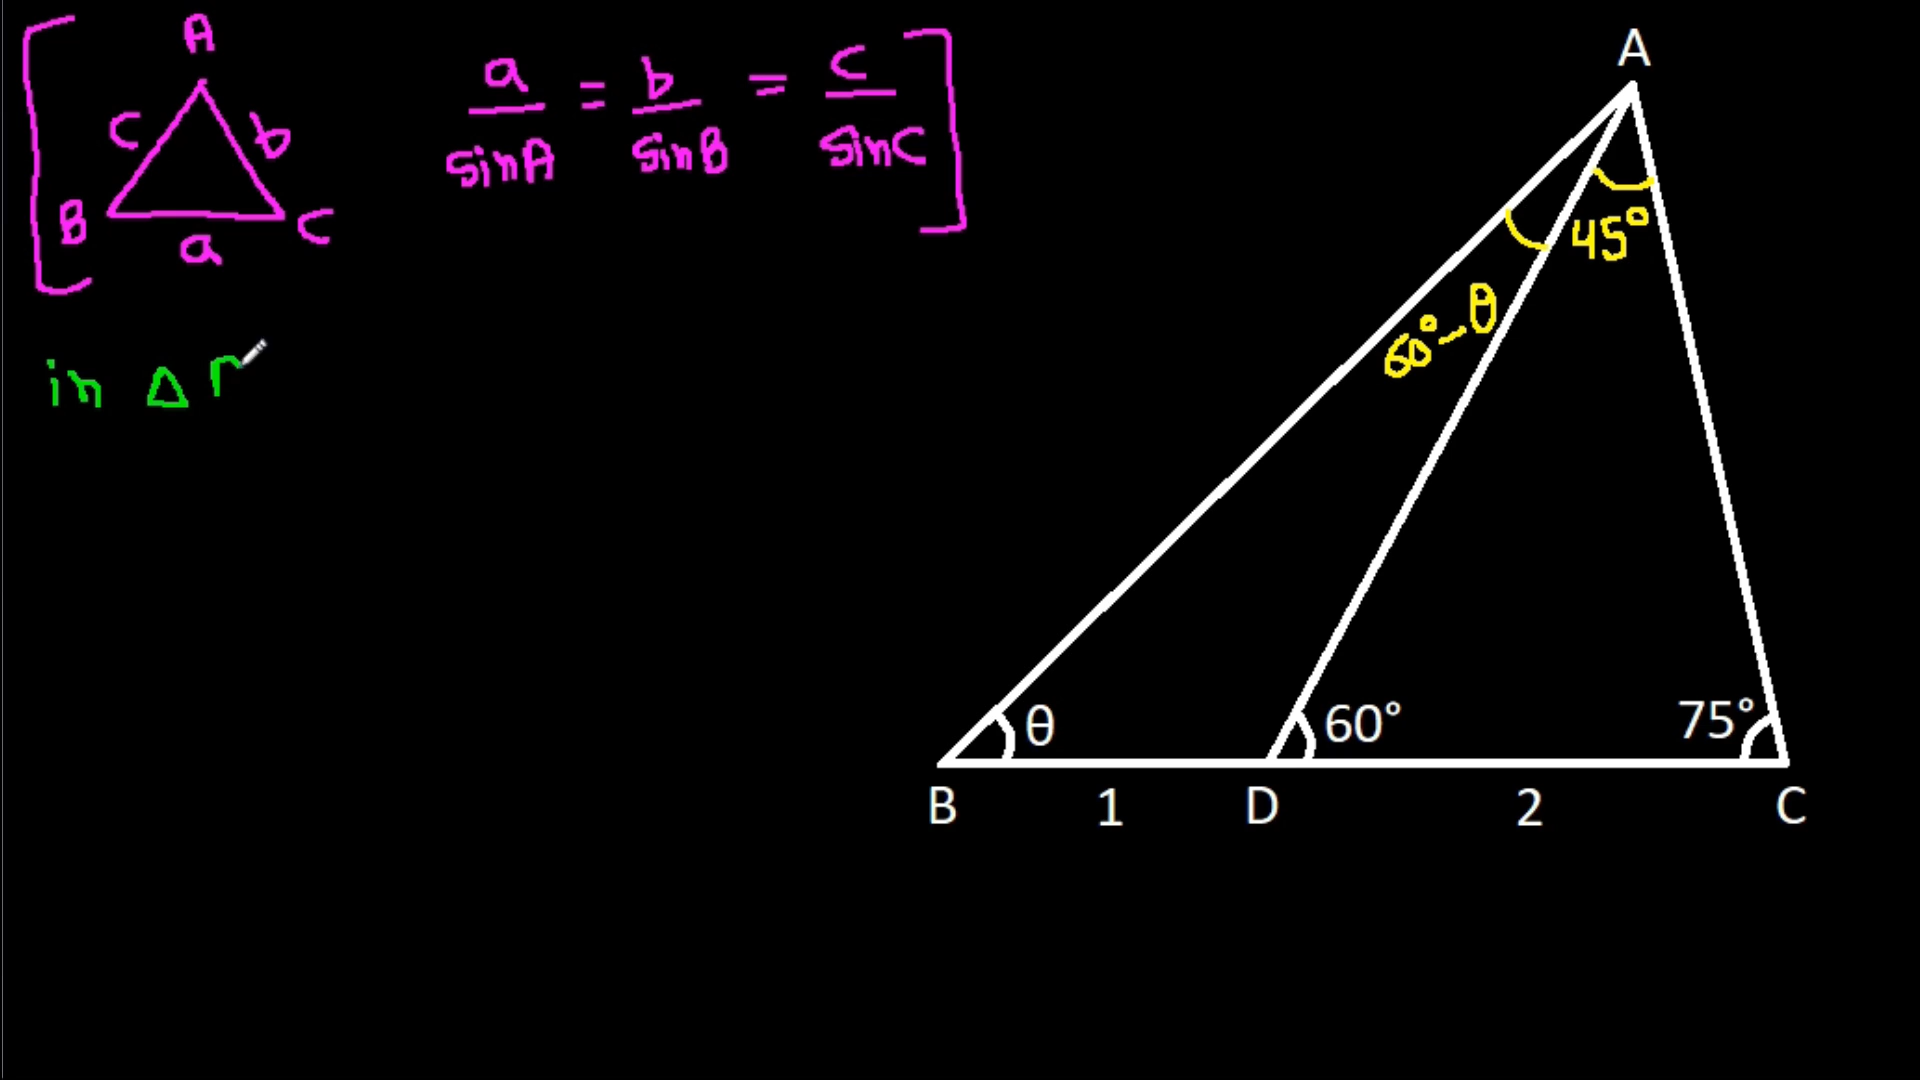 A
c
b
B
a
C
a/sinA = b/sinB = c/sinC
in Δ
A
45°
60°-θ
θ
60°
75°
B
1
D
2
C